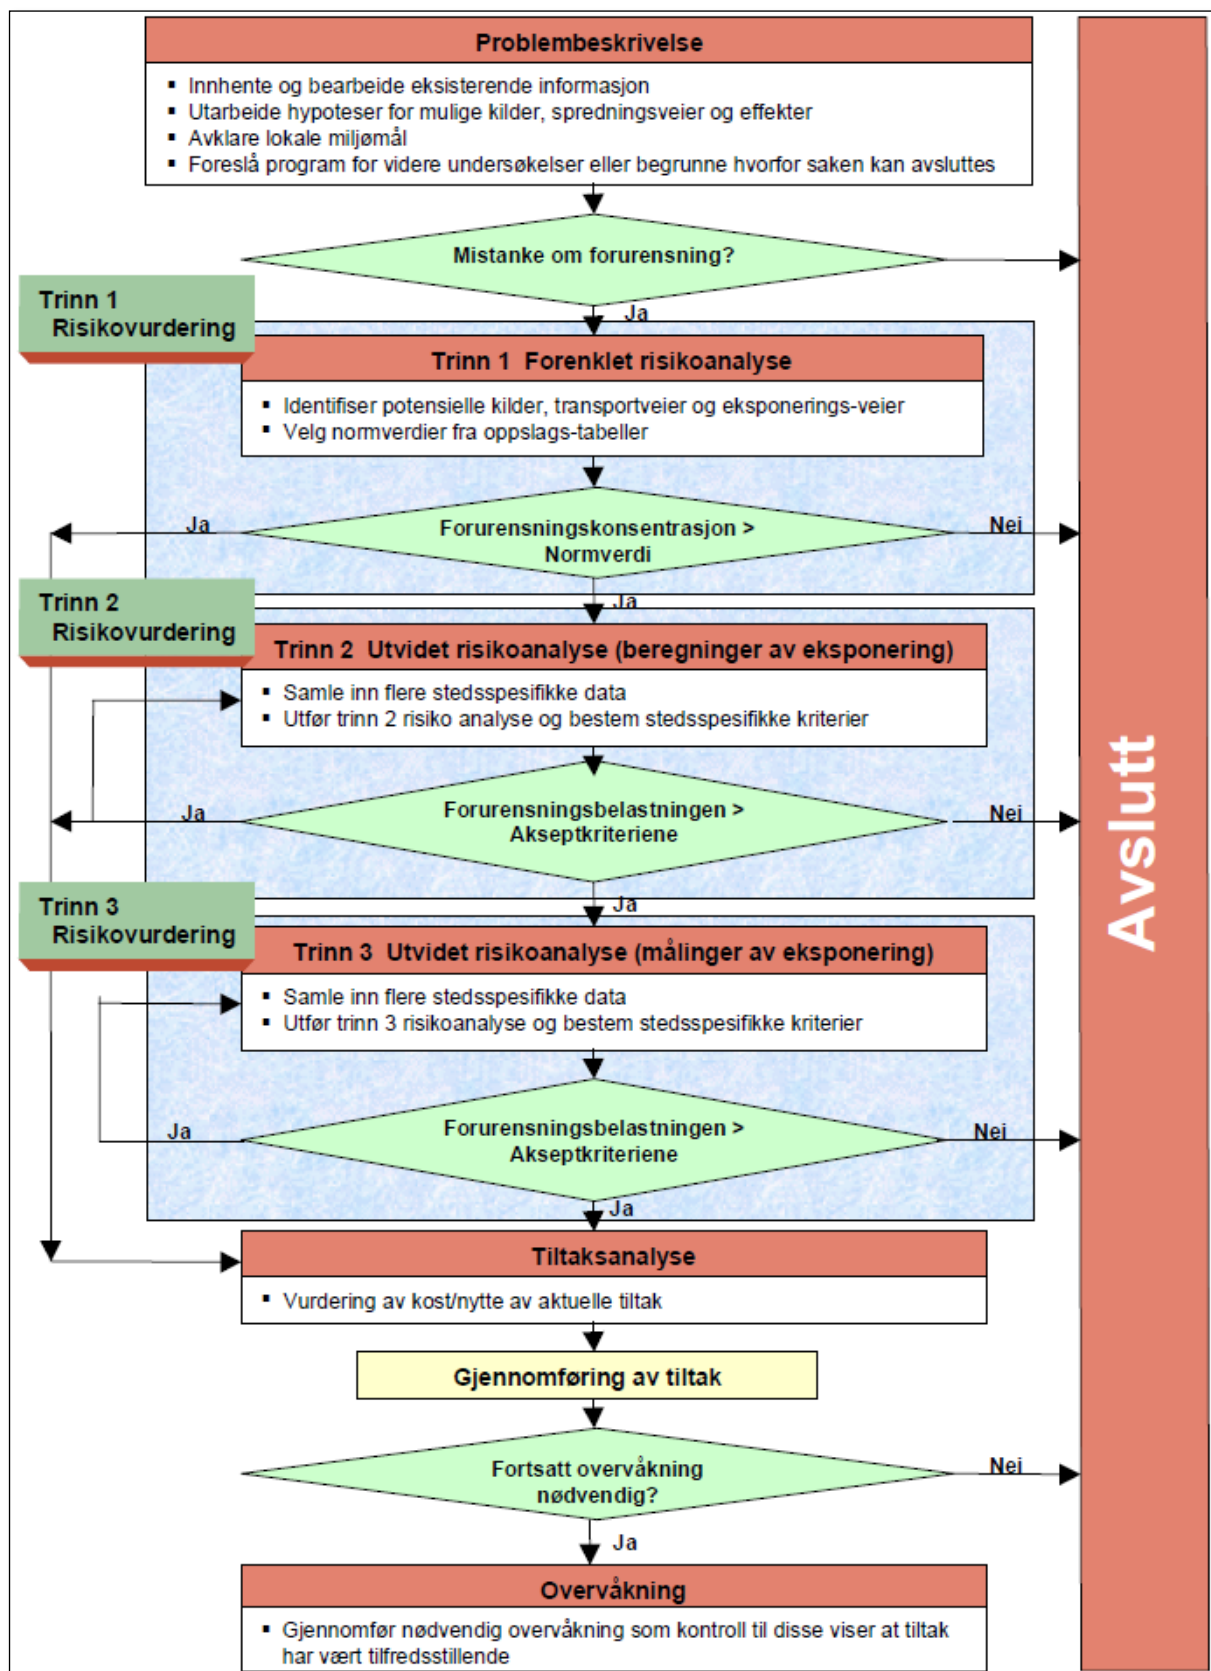 Problembeskrivelse
▪ Innhente og bearbeide eksisterende informasjon
▪ Utarbeide hypoteser for mulige kilder, spredningsveier og effekter
▪ Avklare lokale miljømål
▪ Foreslå program for videre undersøkelser eller begrunne hvorfor saken kan avsluttes
Mistanke om forurensning?
Ja
Trinn 1
Risikovurdering
Trinn 1 Forenklet risikoanalyse
▪ Identifiser potensielle kilder, transportveier og eksponerings-veier
▪ Velg normverdier fra oppslags-tabeller
Ja
Forurensningskonsentrasjon >
Normverdi
Nei
Ja
Trinn 2
Risikovurdering
Trinn 2 Utvidet risikoanalyse (beregninger av eksponering)
▪ Samle inn flere stedsspesifikke data
▪ Utfør trinn 2 risiko analyse og bestem stedsspesifikke kriterier
Ja
Forurensningsbelastningen >
Akseptkriteriene
Nei
Ja
Trinn 3
Risikovurdering
Trinn 3 Utvidet risikoanalyse (målinger av eksponering)
▪ Samle inn flere stedsspesifikke data
▪ Utfør trinn 3 risikoanalyse og bestem stedsspesifikke kriterier
Ja
Forurensningsbelastningen >
Akseptkriteriene
Nei
Ja
Tiltaksanalyse
▪ Vurdering av kost/nytte av aktuelle tiltak
Gjennomføring av tiltak
Fortsatt overvåkning
nødvendig?
Nei
Ja
Overvåkning
▪ Gjennomfør nødvendig overvåkning som kontroll til disse viser at tiltak
har vært tilfredsstillende
Avslutt